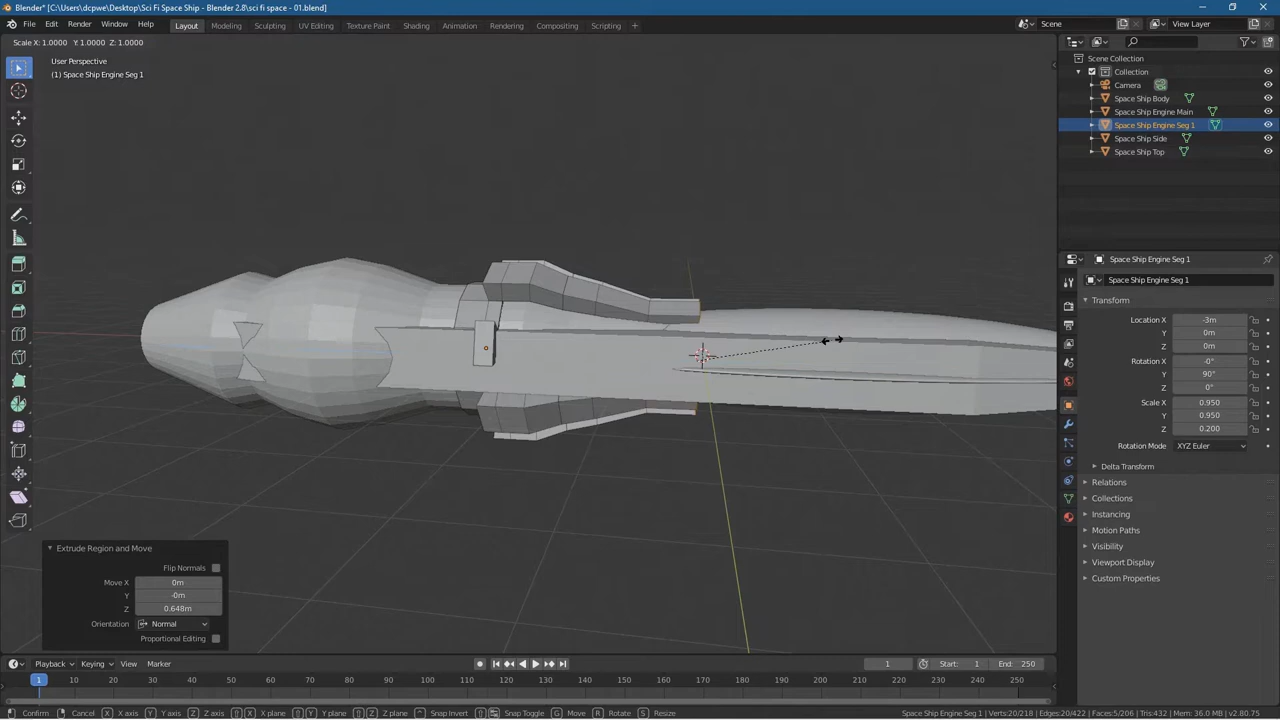 Blender* [C:\Users\dcpwe\Desktop\Sci Fi Space Ship - Blender 2.8\sci fi space - 01.blend]
File Edit Render Window Help Layout Modeling Sculpting UV Editing Texture Paint Shading Animation Rendering Compositing Scripting + Scene View Layer
Scale X: 1.0000 Y: 1.0000 Z: 1.0000
User Perspective
(1) Space Ship Engine Seg 1
Scene Collection
Collection
Camera
Space Ship Body
Space Ship Engine Main
Space Ship Engine Seg 1
Space Ship Side
Space Ship Top
Space Ship Engine Seg 1
Space Ship Engine Seg 1
Transform
Location X -3m
Y 0m
Z 0m
Rotation X -0°
Y 90°
Z 0°
Scale X 0.950
Y 0.950
Z 0.200
Rotation Mode XYZ Euler
Delta Transform
Relations
Collections
Instancing
Motion Paths
Visibility
Viewport Display
Custom Properties
Extrude Region and Move
Flip Normals
Move X 0m
Y -0m
Z 0.648m
Orientation Normal
Proportional Editing
Playback Keying View Marker 1 Start: 1 End: 250
1 10 20 30 40 50 60 70 80 90 100 110 120 130 140 150 160 170 180 190 200 210 220 230 240 250
Confirm Cancel X X axis Y Y axis Z Z axis X X plane Y Y plane Z Z plane Snap Invert Snap Toggle G Move R Rotate S Resize Space Ship Engine Seg 1 | Verts:20/218 | Edges:20/422 | Faces:5/206 | Tris:432 | Mem: 36.0 MB | v2.80.75